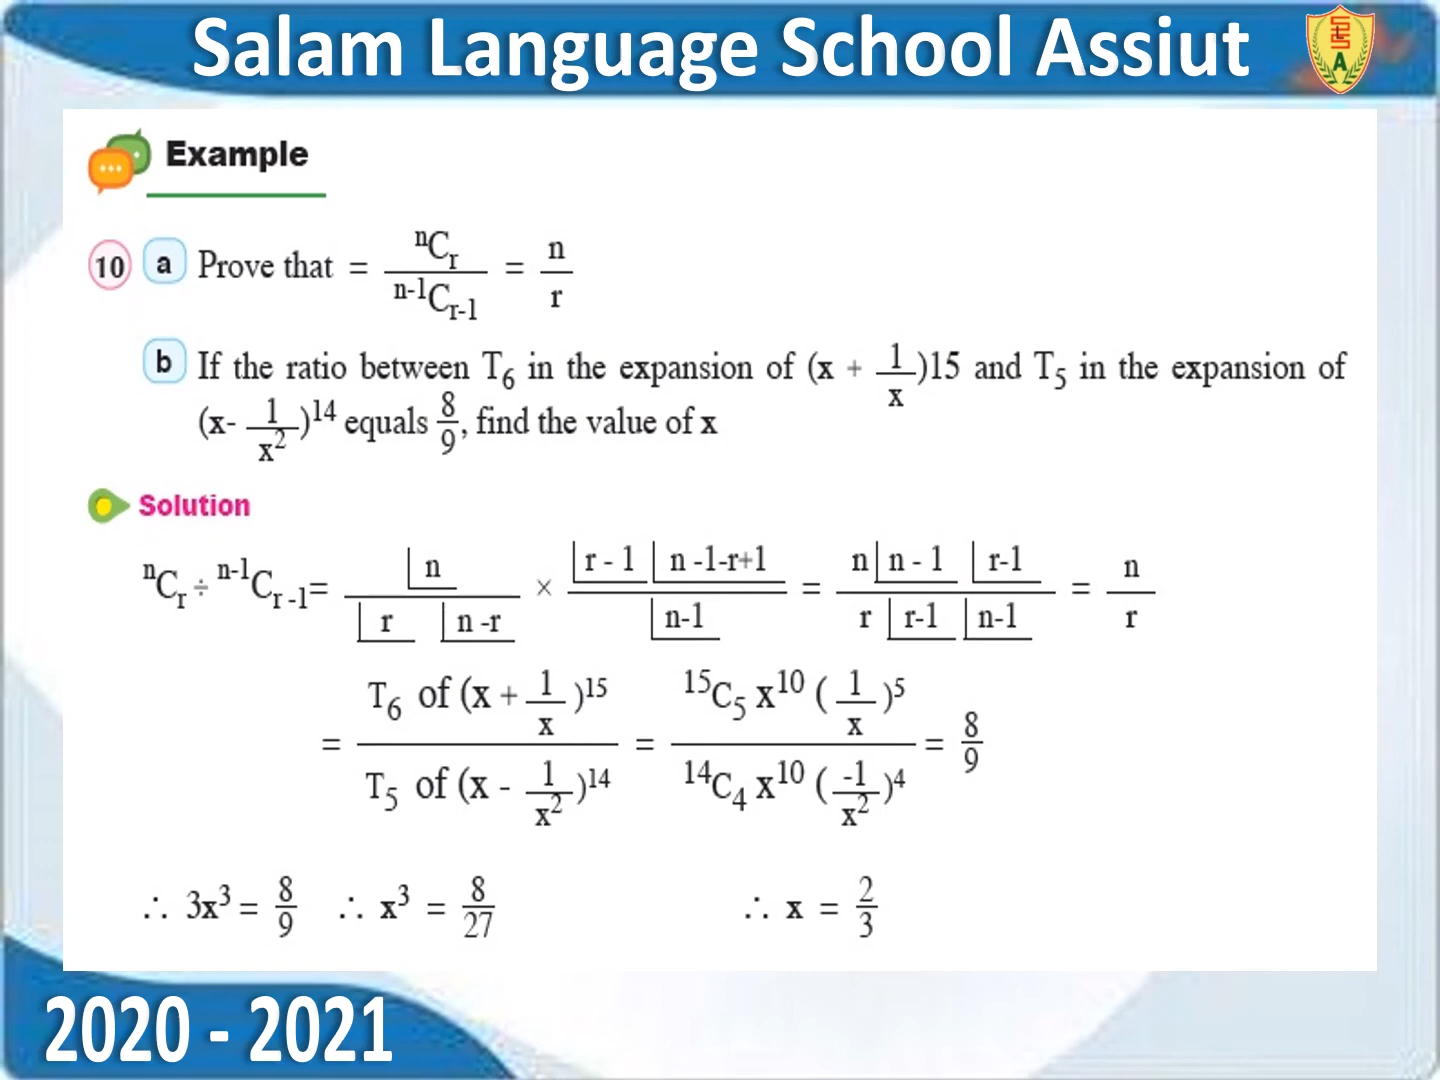 Salam Language School Assiut
Example
10 a Prove that = ⁿCᵣ / ⁿ⁻¹Cᵣ₋₁ = n / r
b If the ratio between T₆ in the expansion of (x + 1/x)15 and T₅ in the expansion of
(x- 1/x²)¹⁴ equals 8/9, find the value of x
Solution
ⁿCᵣ ÷ ⁿ⁻¹Cᵣ₋₁ = |n / |r |n-r × |r - 1 |n -1-r+1 / |n-1 = n|n - 1 |r-1 / r |r-1 |n-1 = n / r
= T₆ of (x + 1/x)¹⁵ / T₅ of (x - 1/x²)¹⁴ = ¹⁵C₅ x¹⁰ (1/x)⁵ / ¹⁴C₄ x¹⁰ (-1/x²)⁴ = 8/9
∴ 3x³ = 8/9 ∴ x³ = 8/27 ∴ x = 2/3
2020 - 2021